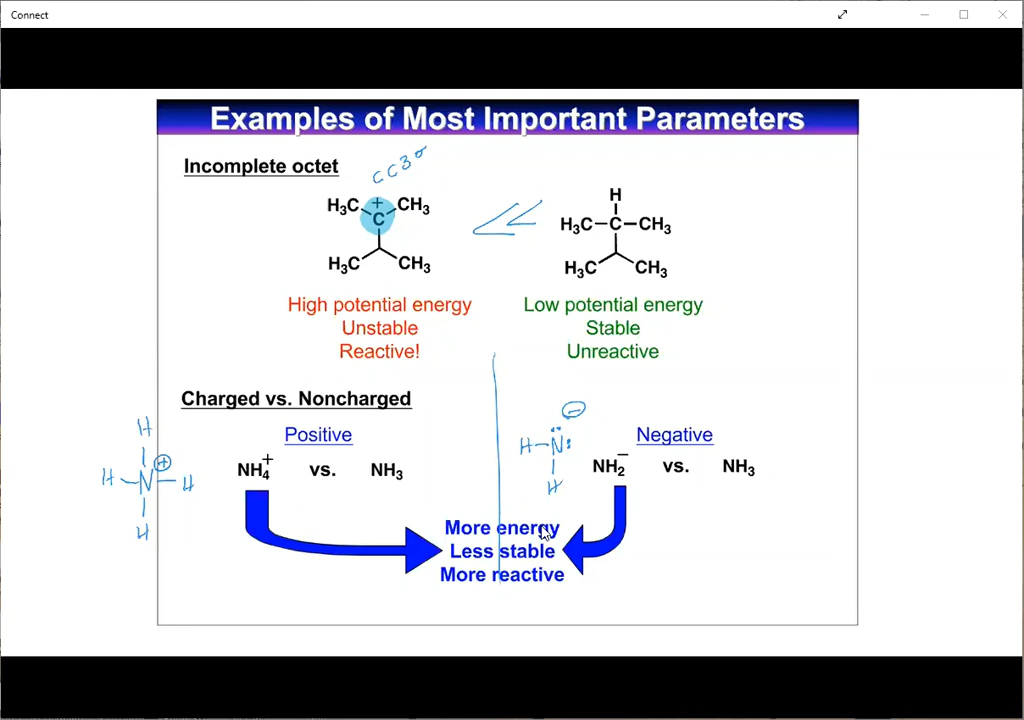 Connect
Examples of Most Important Parameters
Incomplete octet
CC3σ
H₃C + CH₃
C
H₃C CH₃
H
H₃C–C–CH₃
H₃C CH₃
High potential energy
Unstable
Reactive!
Low potential energy
Stable
Unreactive
Charged vs. Noncharged
Positive
NH₄⁺ vs. NH₃
H
H–N⊕–H
H
Negative
NH₂⁻ vs. NH₃
⊖
H–N:
H
More energy
Less stable
More reactive